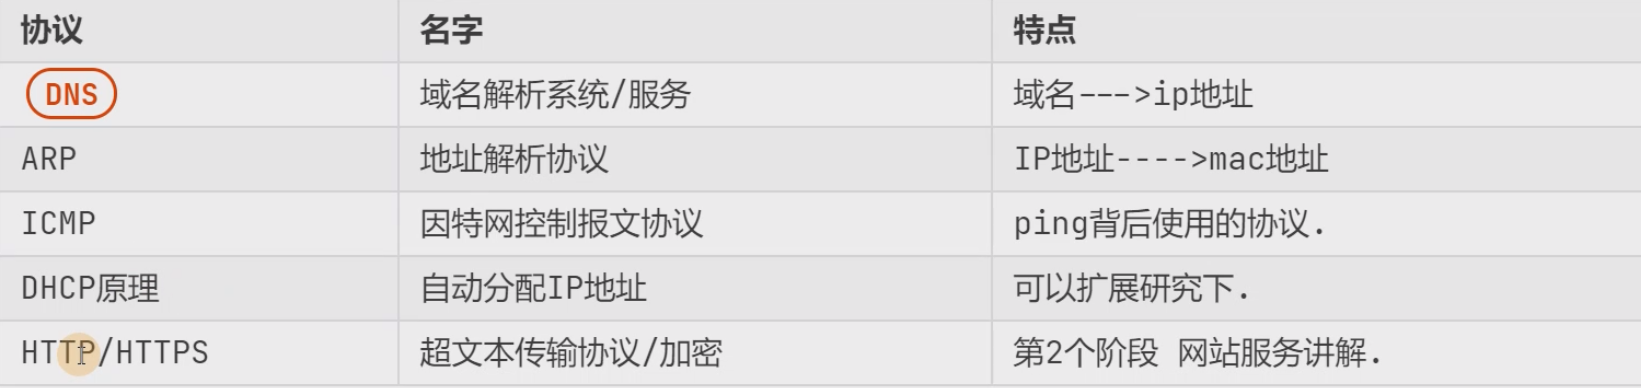 协议 名字 特点
DNS 域名解析系统/服务 域名--->ip地址
ARP 地址解析协议 IP地址---->mac地址
ICMP 因特网控制报文协议 ping背后使用的协议.
DHCP原理 自动分配IP地址 可以扩展研究下.
HTTP/HTTPS 超文本传输协议/加密 第2个阶段 网站服务讲解.